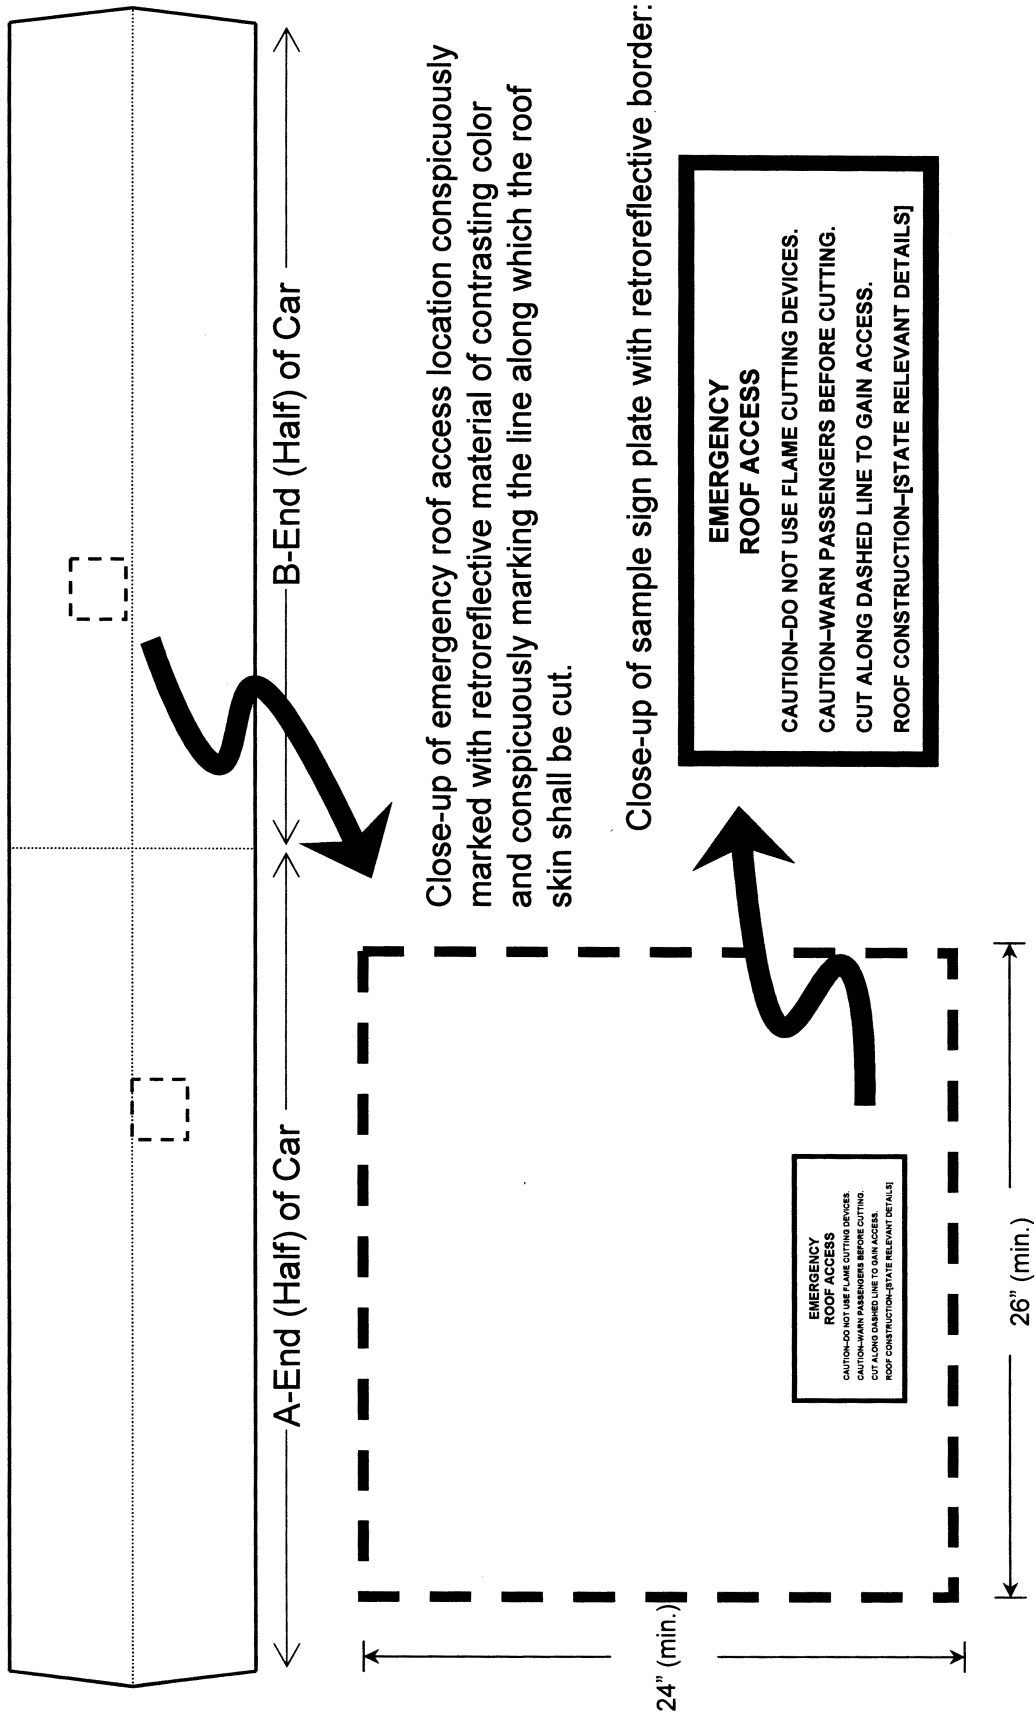 A-End (Half) of Car
B-End (Half) of Car
Close-up of emergency roof access location conspicuously
marked with retroreflective material of contrasting color
and conspicuously marking the line along which the roof
skin shall be cut.
Close-up of sample sign plate with retroreflective border:
EMERGENCY
ROOF ACCESS
CAUTION–DO NOT USE FLAME CUTTING DEVICES.
CAUTION–WARN PASSENGERS BEFORE CUTTING.
CUT ALONG DASHED LINE TO GAIN ACCESS.
ROOF CONSTRUCTION–[STATE RELEVANT DETAILS]
24” (min.)
EMERGENCY
ROOF ACCESS
CAUTION–DO NOT USE FLAME CUTTING DEVICES.
CAUTION–WARN PASSENGERS BEFORE CUTTING.
CUT ALONG DASHED LINE TO GAIN ACCESS.
ROOF CONSTRUCTION–[STATE RELEVANT DETAILS]
26” (min.)